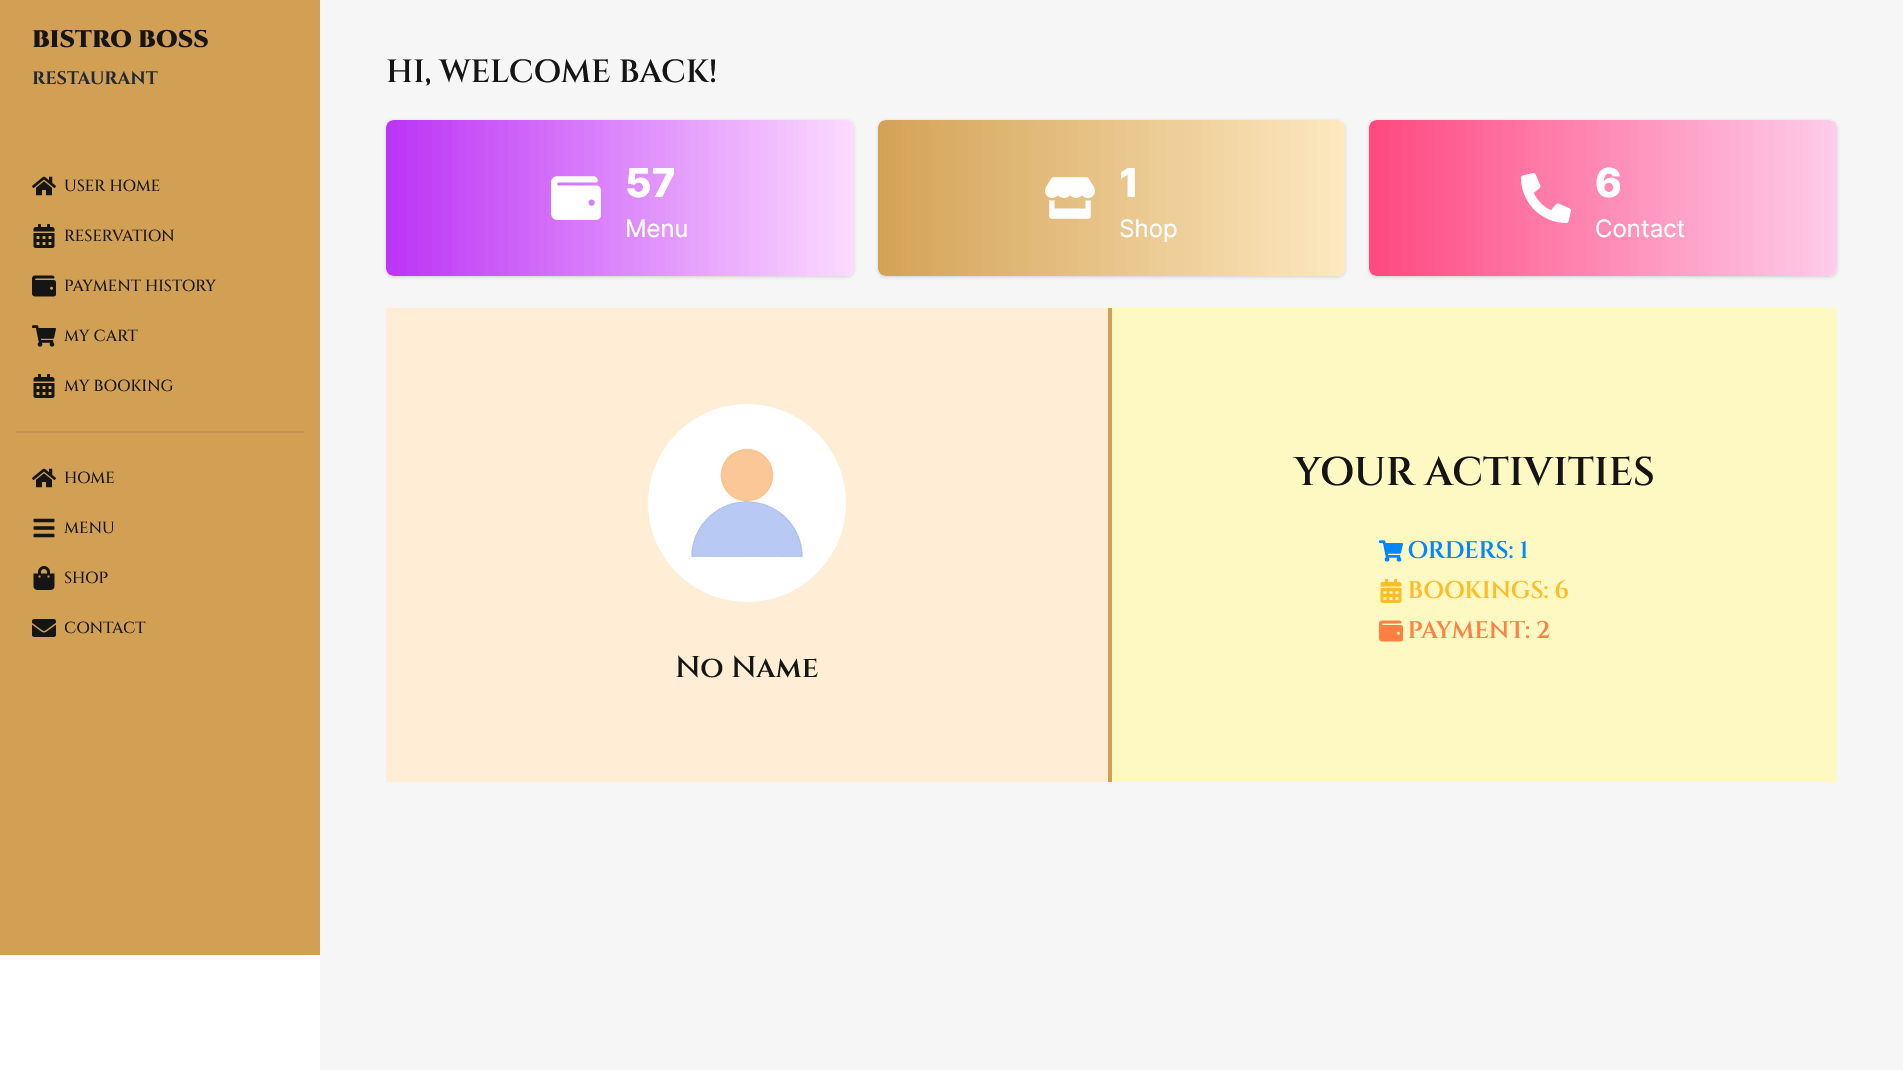 BISTRO BOSS
RESTAURANT
USER HOME
RESERVATION
PAYMENT HISTORY
MY CART
MY BOOKING
HOME
MENU
SHOP
CONTACT
HI, WELCOME BACK!
57
Menu
1
Shop
6
Contact
No Name
YOUR ACTIVITIES
ORDERS: 1
BOOKINGS: 6
PAYMENT: 2